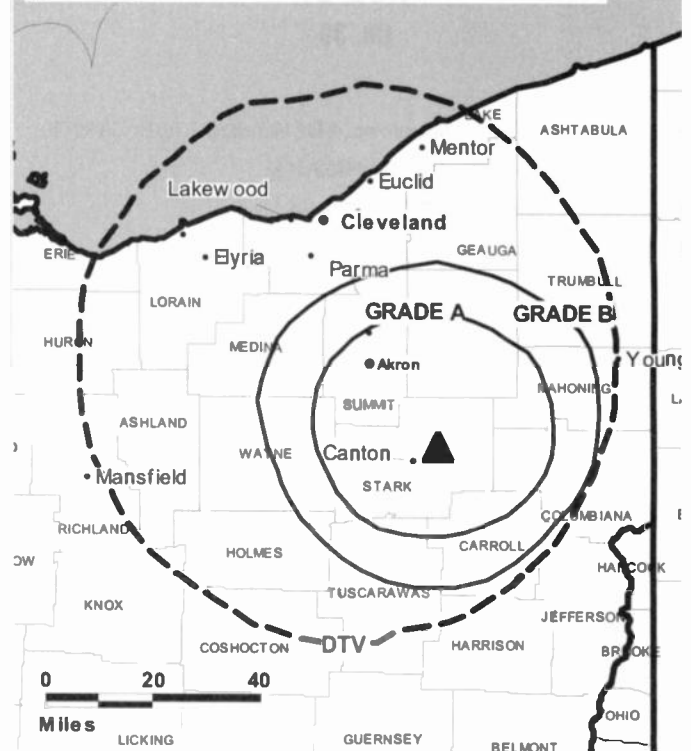 LAKE
ASHTABULA
Mentor
Euclid
Lakewood
Cleveland
ERIE
Elyria
Parma
GEAUGA
TRUMBULL
LORAIN
GRADE A
GRADE B
HURON
MEDINA
Young
Akron
MAHONING
SUMMIT
ASHLAND
WAYNE
Canton
Mansfield
STARK
RICHLAND
COLUMBIANA
HOLMES
CARROLL
OW
HANCOCK
TUSCARAWAS
KNOX
JEFFERSON
COSHOCTON
DTV
HARRISON
BROOKE
0 20 40
Miles
OHIO
LICKING
GUERNSEY
BELMONT